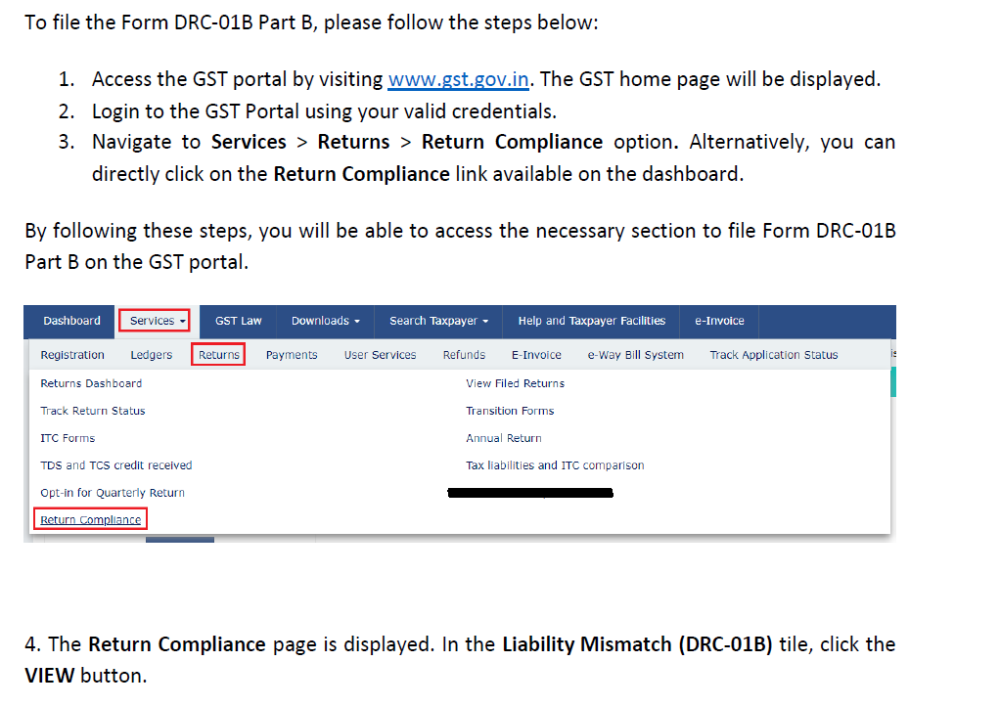 To file the Form DRC-01B Part B, please follow the steps below:
1. Access the GST portal by visiting www.gst.gov.in. The GST home page will be displayed.
2. Login to the GST Portal using your valid credentials.
3. Navigate to Services > Returns > Return Compliance option. Alternatively, you can
directly click on the Return Compliance link available on the dashboard.
By following these steps, you will be able to access the necessary section to file Form DRC-01B
Part B on the GST portal.
Dashboard Services GST Law Downloads Search Taxpayer Help and Taxpayer Facilities e-Invoice
Registration Ledgers Returns Payments User Services Refunds E-Invoice e-Way Bill System Track Application Status
Returns Dashboard View Filed Returns
Track Return Status Transition Forms
ITC Forms Annual Return
TDS and TCS credit received Tax liabilities and ITC comparison
Opt-in for Quarterly Return
Return Compliance
4. The Return Compliance page is displayed. In the Liability Mismatch (DRC-01B) tile, click the
VIEW button.